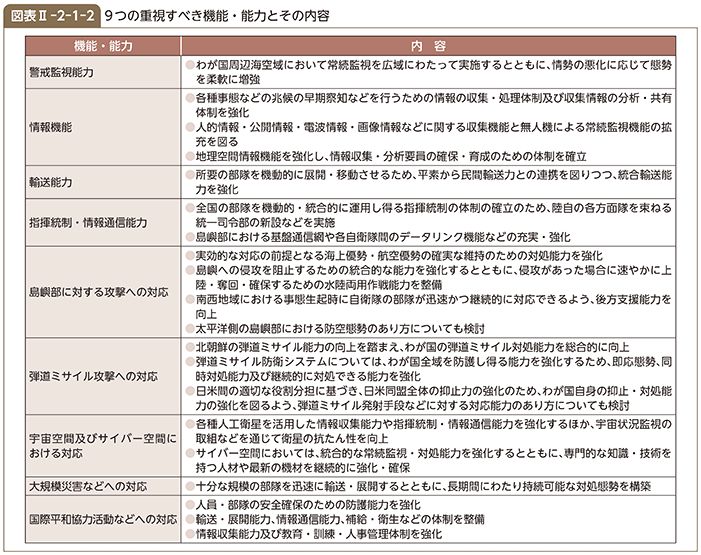 図表Ⅱ-2-1-2 9つの重視すべき機能・能力とその内容
機能・能力 内　容
警戒監視能力
●わが国周辺海空域において常続監視を広域にわたって実施するとともに、情勢の悪化に応じて態勢
を柔軟に増強
情報機能
●各種事態などの兆候の早期察知などを行うための情報の収集・処理体制及び収集情報の分析・共有
体制を強化
●人的情報・公開情報・電波情報・画像情報などに関する収集機能と無人機による常続監視機能の拡
充を図る
●地理空間情報機能を強化し、情報収集・分析要員の確保・育成のための体制を確立
輸送能力
●所要の部隊を機動的に展開・移動させるため、平素から民間輸送力との連携を図りつつ、統合輸送能
力を強化
指揮統制・情報通信能力
●全国の部隊を機動的・統合的に運用し得る指揮統制の体制の確立のため、陸自の各方面隊を束ねる
統一司令部の新設などを実施
●島嶼部における基盤通信網や各自衛隊間のデータリンク機能などの充実・強化
島嶼部に対する攻撃への対応
●実効的な対応の前提となる海上優勢・航空優勢の確実な維持のための対処能力を強化
●島嶼への侵攻を阻止するための統合的な能力を強化するとともに、侵攻があった場合に速やかに上
陸・奪回・確保するための水陸両用作戦能力を整備
●南西地域における事態生起時に自衛隊の部隊が迅速かつ継続的に対応できるよう、後方支援能力を
向上
●太平洋側の島嶼部における防空態勢のあり方についても検討
弾道ミサイル攻撃への対応
●北朝鮮の弾道ミサイル能力の向上を踏まえ、わが国の弾道ミサイル対処能力を総合的に向上
●弾道ミサイル防衛システムについては、わが国全域を防護し得る能力を強化するため、即応態勢、同
時対処能力及び継続的に対処できる能力を強化
●日米間の適切な役割分担に基づき、日米同盟全体の抑止力の強化のため、わが国自身の抑止・対処能
力の強化を図るよう、弾道ミサイル発射手段などに対する対応能力のあり方についても検討
宇宙空間及びサイバー空間に
おける対応
●各種人工衛星を活用した情報収集能力や指揮統制・情報通信能力を強化するほか、宇宙状況監視の
取組などを通じて衛星の抗たん性を向上
●サイバー空間においては、統合的な常続監視・対処能力を強化するとともに、専門的な知識・技術を
持つ人材や最新の機材を継続的に強化・確保
大規模災害などへの対応
●十分な規模の部隊を迅速に輸送・展開するとともに、長期間にわたり持続可能な対処態勢を構築
国際平和協力活動などへの対応
●人員・部隊の安全確保のための防護能力を強化
●輸送・展開能力、情報通信能力、補給・衛生などの体制を整備
●情報収集能力及び教育・訓練・人事管理体制を強化